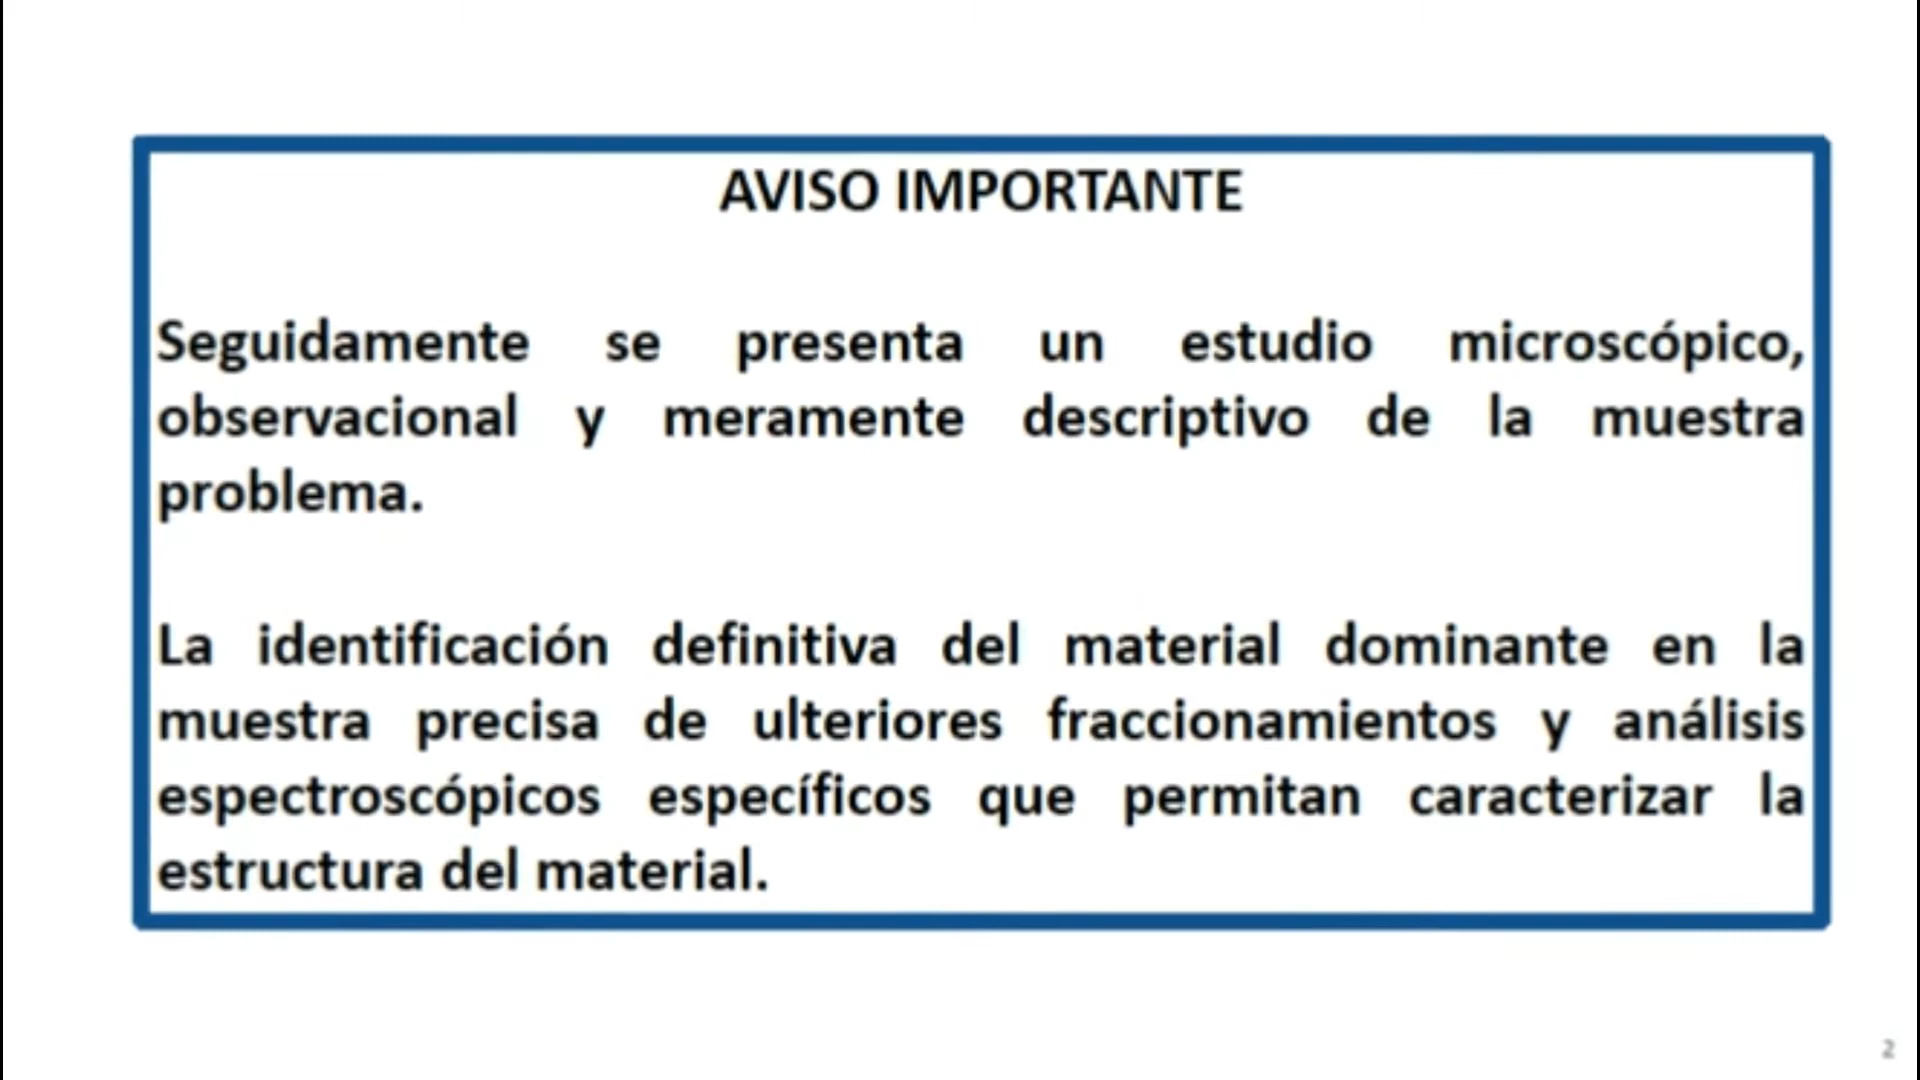 AVISO IMPORTANTE
Seguidamente se presenta un estudio microscópico,
observacional y meramente descriptivo de la muestra
problema.
La identificación definitiva del material dominante en la
muestra precisa de ulteriores fraccionamientos y análisis
espectroscópicos específicos que permitan caracterizar la
estructura del material.
2